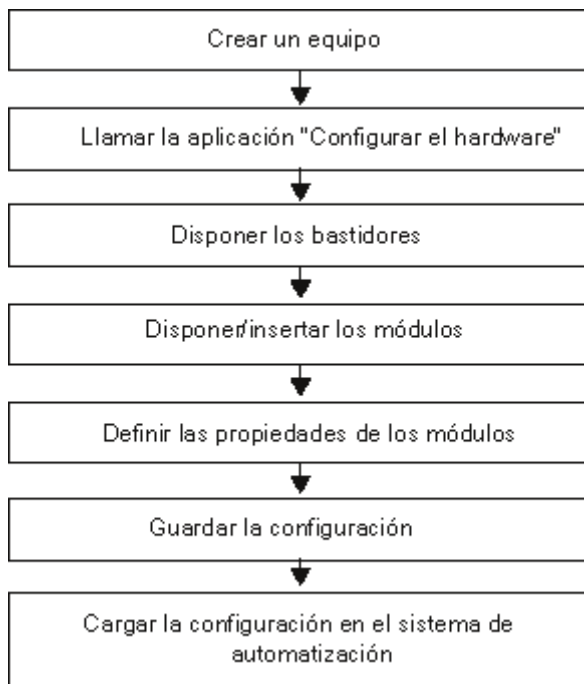 Crear un equipo
Llamar la aplicación "Configurar el hardware"
Disponer los bastidores
Disponer/insertar los módulos
Definir las propiedades de los módulos
Guardar la configuración
Cargar la configuración en el sistema de
automatización